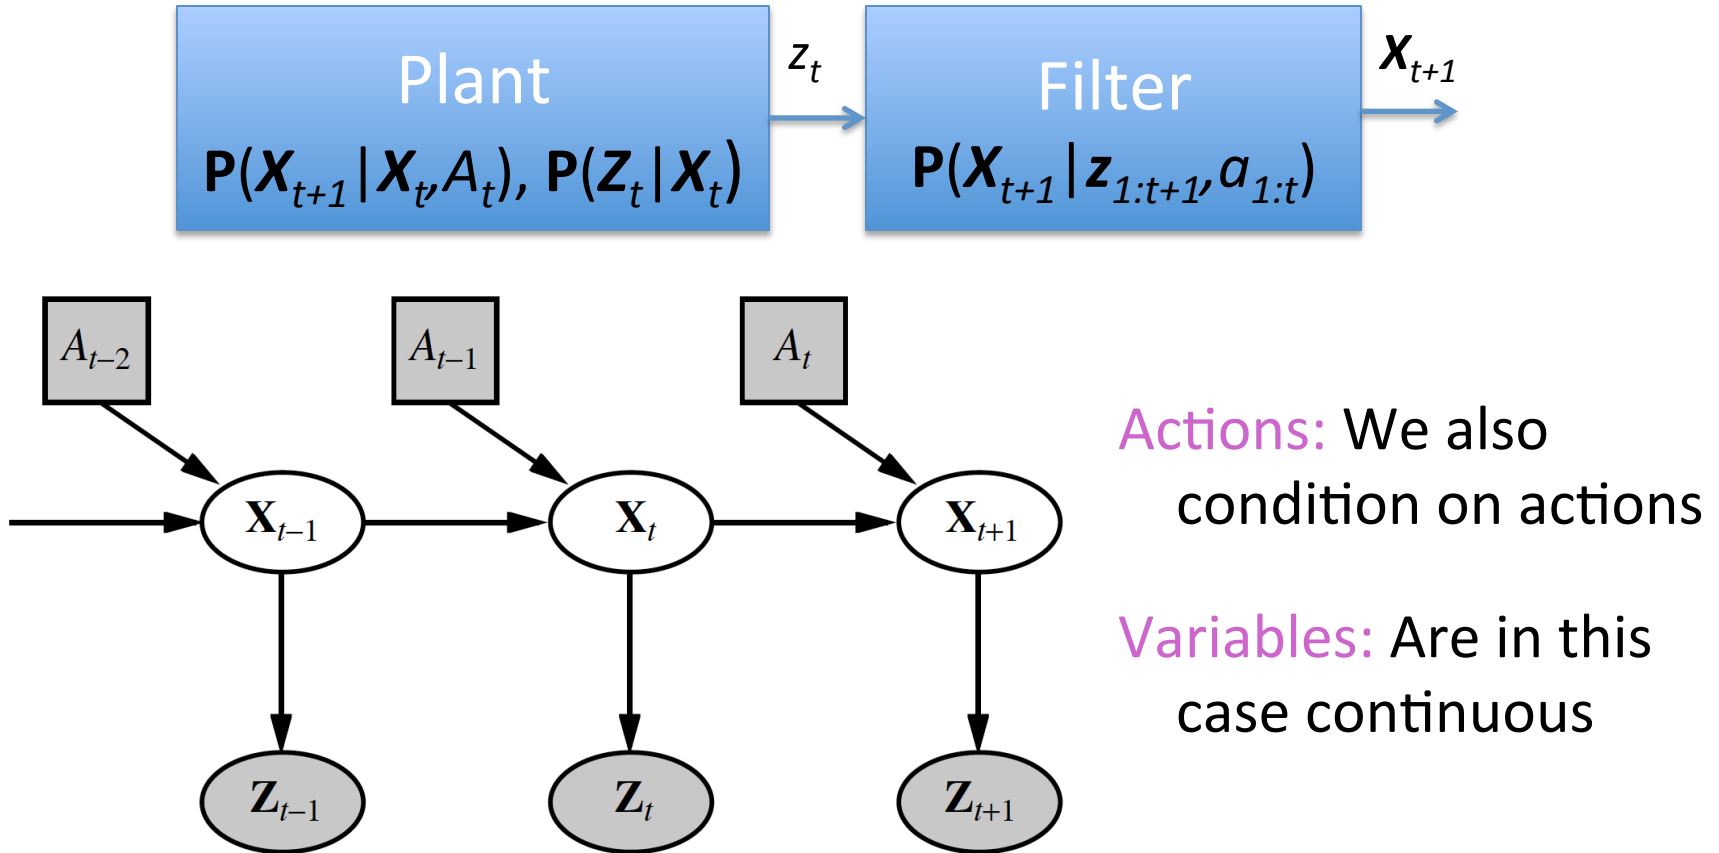 Plant
P(X_{t+1}|X_t,A_t), P(Z_t|X_t)
z_t
Filter
P(X_{t+1}|z_{1:t+1},a_{1:t})
X_{t+1}
A_{t−2}
A_{t−1}
A_t
Actions: We also
condition on actions
X_{t−1}
X_t
X_{t+1}
Variables: Are in this
case continuous
Z_{t−1}
Z_t
Z_{t+1}